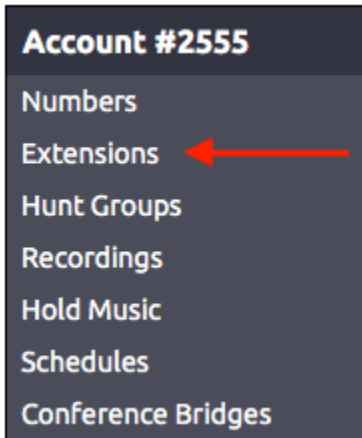 Account #2555
Numbers
Extensions
Hunt Groups
Recordings
Hold Music
Schedules
Conference Bridges